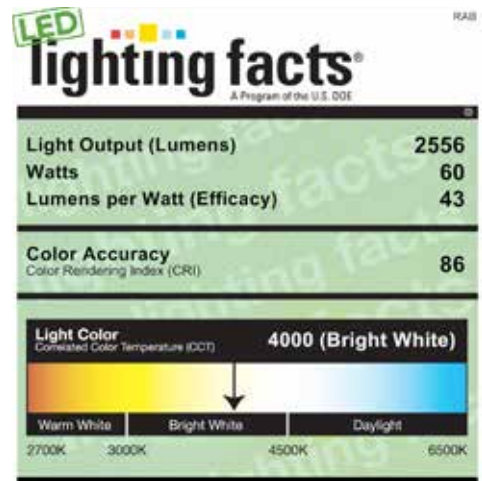 RAB
LED
lighting facts®
A Program of the U.S. DOE
Light Output (Lumens) 2556
Watts 60
Lumens per Watt (Efficacy) 43
Color Accuracy 86
Color Rendering Index (CRI)
Light Color 4000 (Bright White)
Correlated Color Temperature (CCT)
Warm White Bright White Daylight
2700K 3000K 4500K 6500K